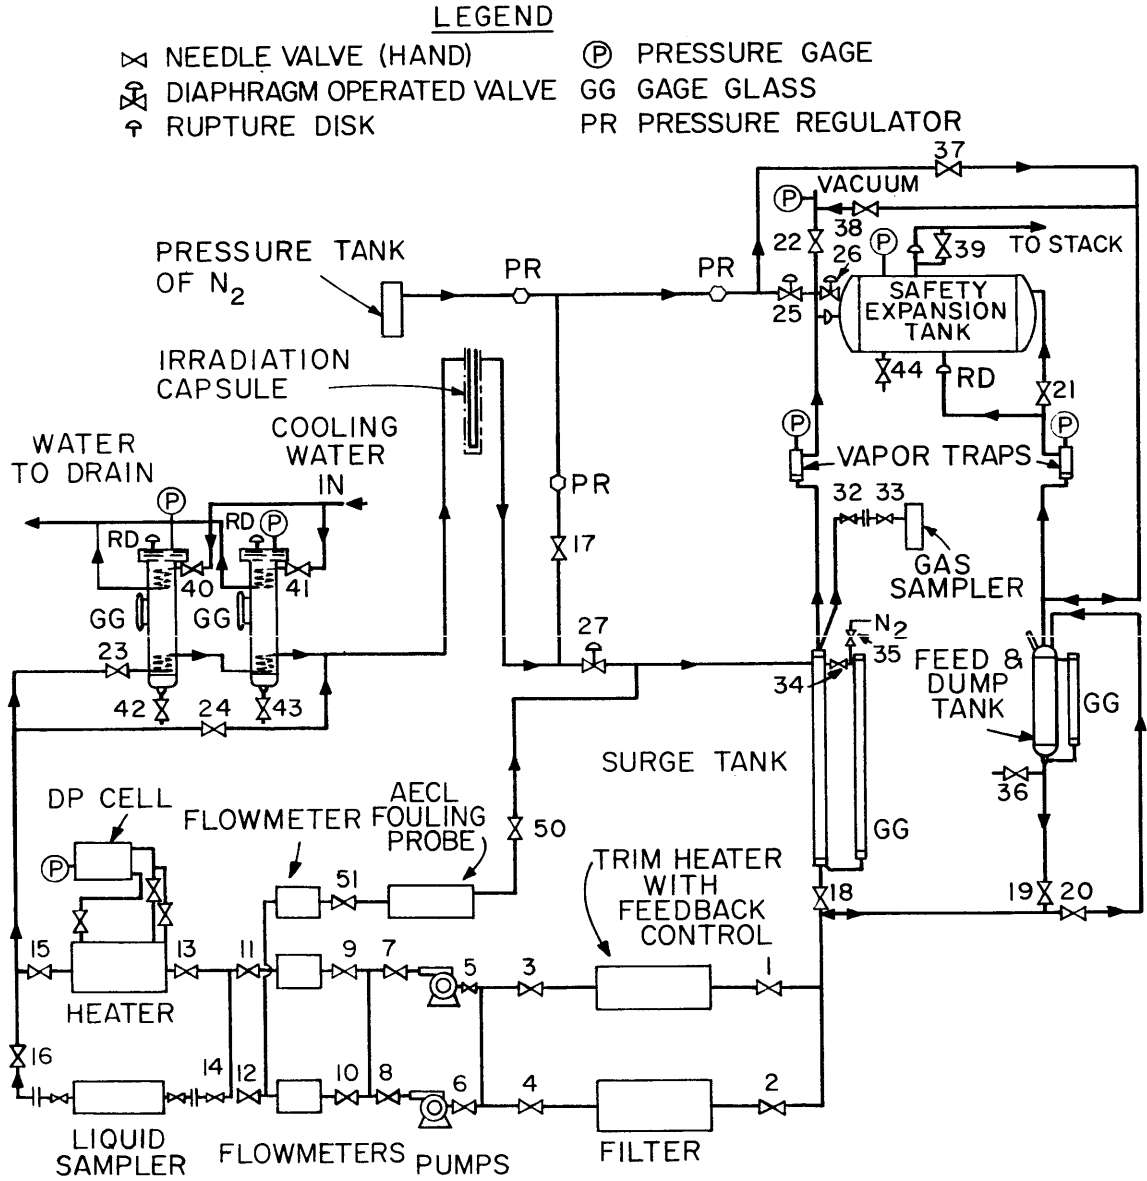 LEGEND
NEEDLE VALVE (HAND)
P PRESSURE GAGE
DIAPHRAGM OPERATED VALVE
GG GAGE GLASS
RUPTURE DISK
PR PRESSURE REGULATOR
37
P
VACUUM
38
22
P
26
39
TO STACK
PRESSURE TANK
OF N2
PR
PR
25
SAFETY
EXPANSION
TANK
IRRADIATION
CAPSULE
44
RD
21
P
P
VAPOR TRAPS
WATER
TO DRAIN
COOLING
WATER
IN
PR
P
RD
RD
P
32
33
17
GAS
SAMPLER
40
41
GG
GG
27
N2
35
34
23
42
24
43
FEED &
DUMP
TANK
GG
SURGE TANK
36
DP CELL
P
FLOWMETER
AECL
FOULING
PROBE
50
GG
TRIM HEATER
WITH
FEEDBACK
CONTROL
51
18
19
20
15
13
11
9
7
5
3
1
HEATER
16
14
12
10
8
6
4
2
LIQUID
SAMPLER
FLOWMETERS
PUMPS
FILTER